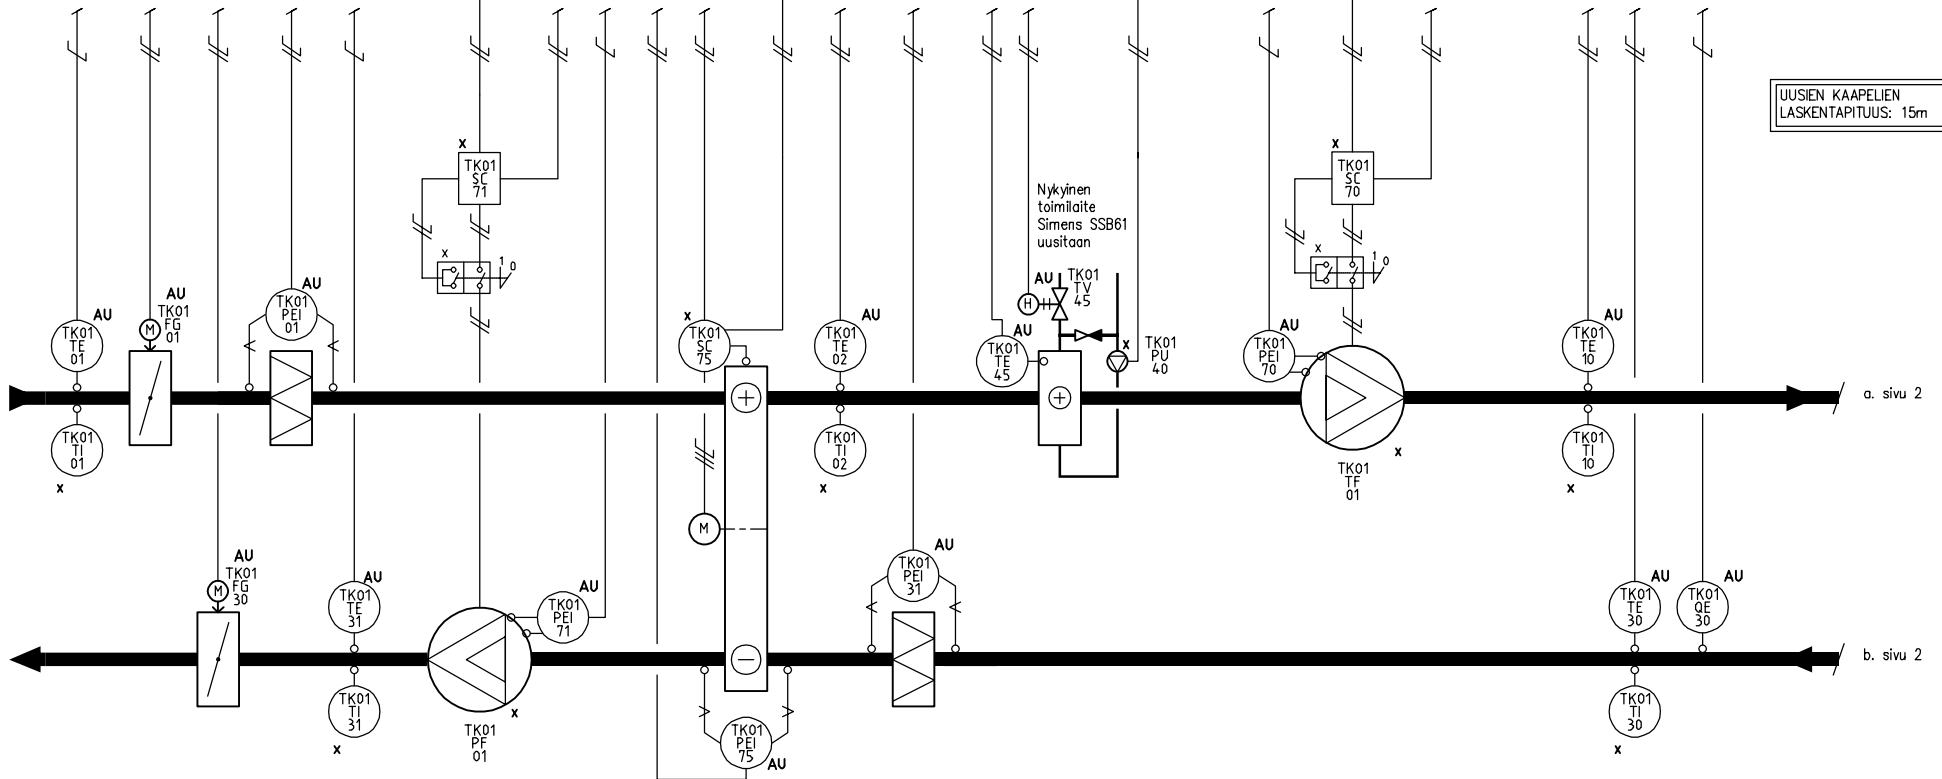 UUSIEN KAAPELIEN
LASKENTAPITUUS: 15m
x
TK01
SC
71
x
1 0
x
TK01
SC
70
x
1 0
Nykyinen
toimilaite
Simens SSB61
uusitaan
AU
TK01
TE
01
AU
TK01
FG
01
M
AU
TK01
PEI
01
x
TK01
SC
75
AU
TK01
TE
02
AU
TK01
TV
45
H
AU
TK01
TE
45
x
TK01
PU
40
AU
TK01
PEI
70
AU
TK01
TE
10
a. sivu 2
TK01
TI
01
x
+
TK01
TI
02
x
+
x
TK01
TF
01
TK01
TI
10
x
M
AU
TK01
FG
30
M
AU
TK01
TE
31
AU
TK01
PEI
71
AU
TK01
PEI
31
AU
TK01
TE
30
AU
TK01
QE
30
b. sivu 2
TK01
TI
31
x
x
TK01
PF
01
−
TK01
PEI
75
AU
TK01
TI
30
x